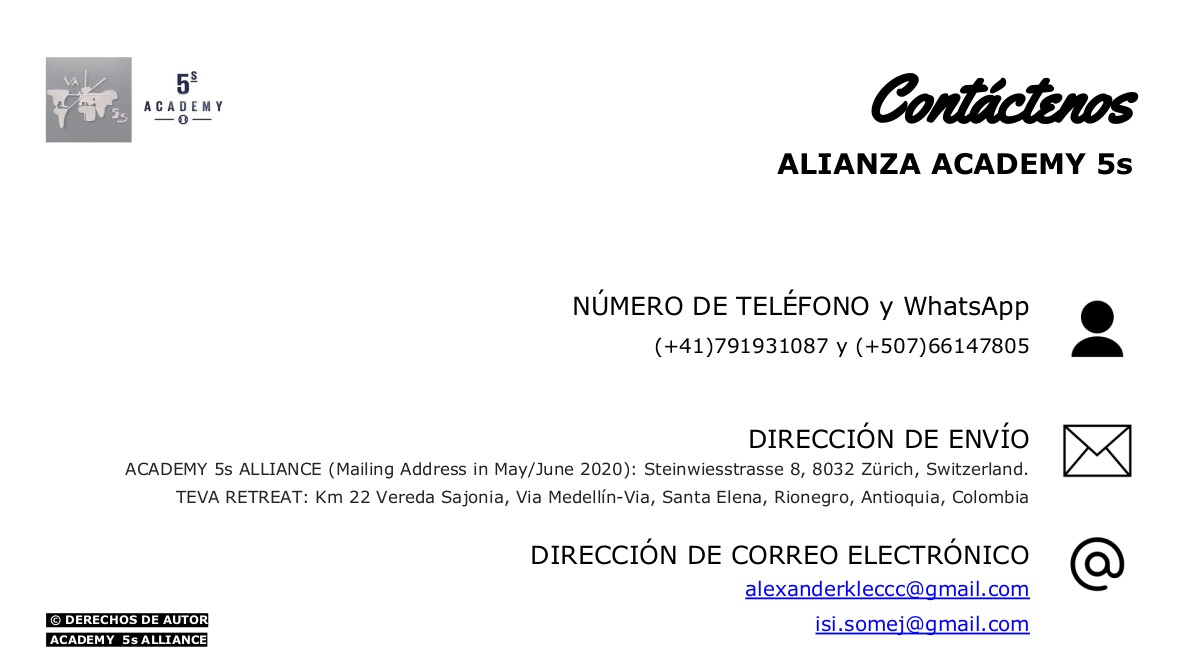 VA
5s
5s
ACADEMY
Contáctenos
ALIANZA ACADEMY 5s
NÚMERO DE TELÉFONO y WhatsApp
(+41)791931087 y (+507)66147805
DIRECCIÓN DE ENVÍO
ACADEMY 5s ALLIANCE (Mailing Address in May/June 2020): Steinwiesstrasse 8, 8032 Zürich, Switzerland.
TEVA RETREAT: Km 22 Vereda Sajonia, Via Medellín-Via, Santa Elena, Rionegro, Antioquia, Colombia
DIRECCIÓN DE CORREO ELECTRÓNICO
@
alexanderkleccc@gmail.com
isi.somej@gmail.com
© DERECHOS DE AUTOR
ACADEMY 5s ALLIANCE